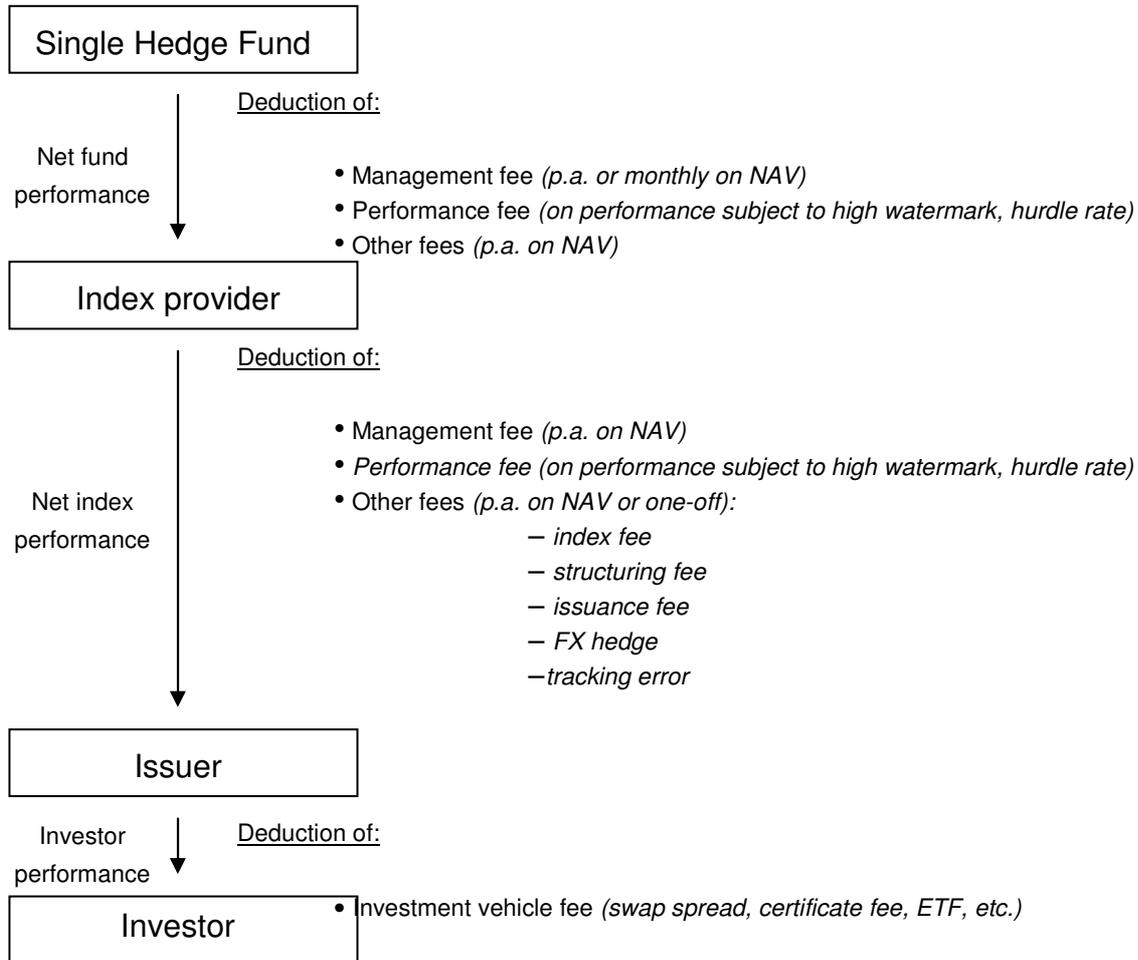 Single Hedge Fund
Deduction of:
Net fund
performance
• Management fee (p.a. or monthly on NAV)
• Performance fee (on performance subject to high watermark, hurdle rate)
• Other fees (p.a. on NAV)
Index provider
Deduction of:
• Management fee (p.a. on NAV)
• Performance fee (on performance subject to high watermark, hurdle rate)
Net index
performance
• Other fees (p.a. on NAV or one-off):
– index fee
– structuring fee
– issuance fee
– FX hedge
–tracking error
Issuer
Investor
performance
Deduction of:
Investor
• Investment vehicle fee (swap spread, certificate fee, ETF, etc.)